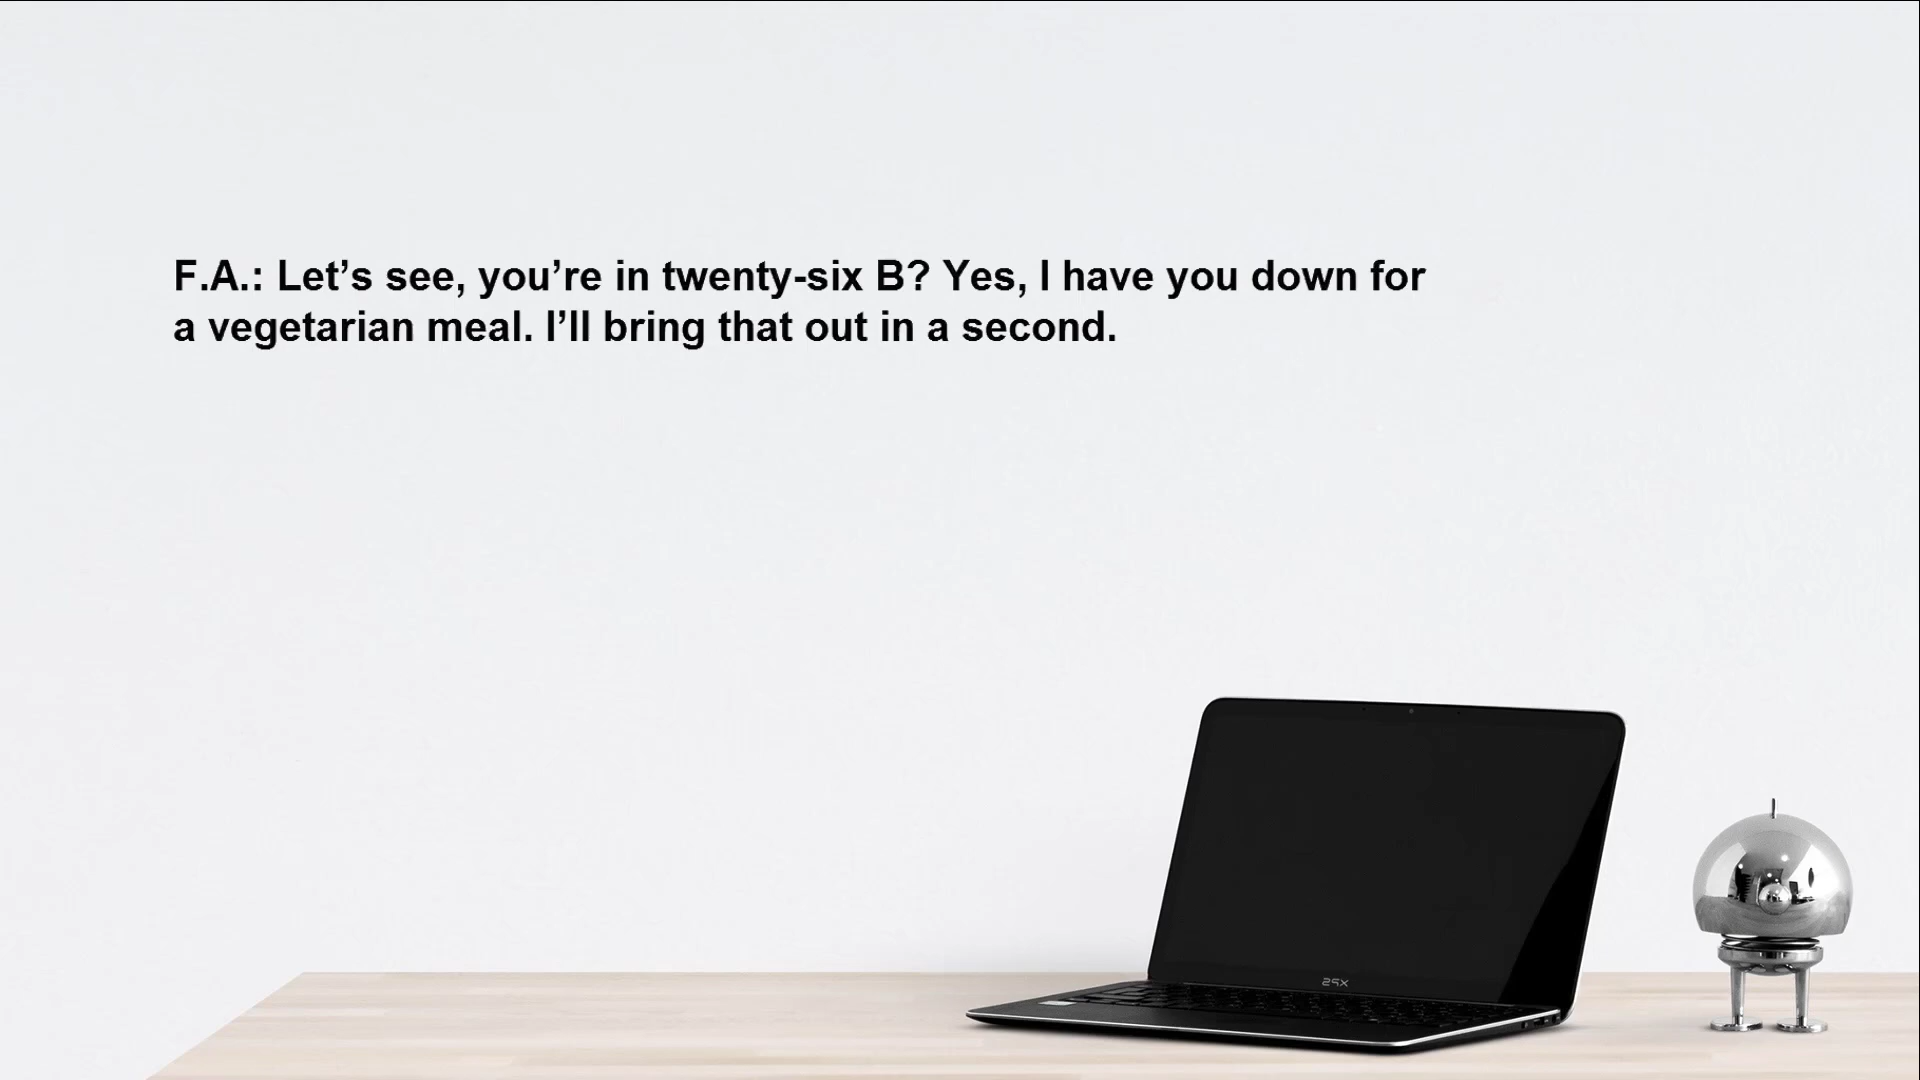 F.A.: Let’s see, you’re in twenty-six B? Yes, I have you down for
a vegetarian meal. I’ll bring that out in a second.
XPS